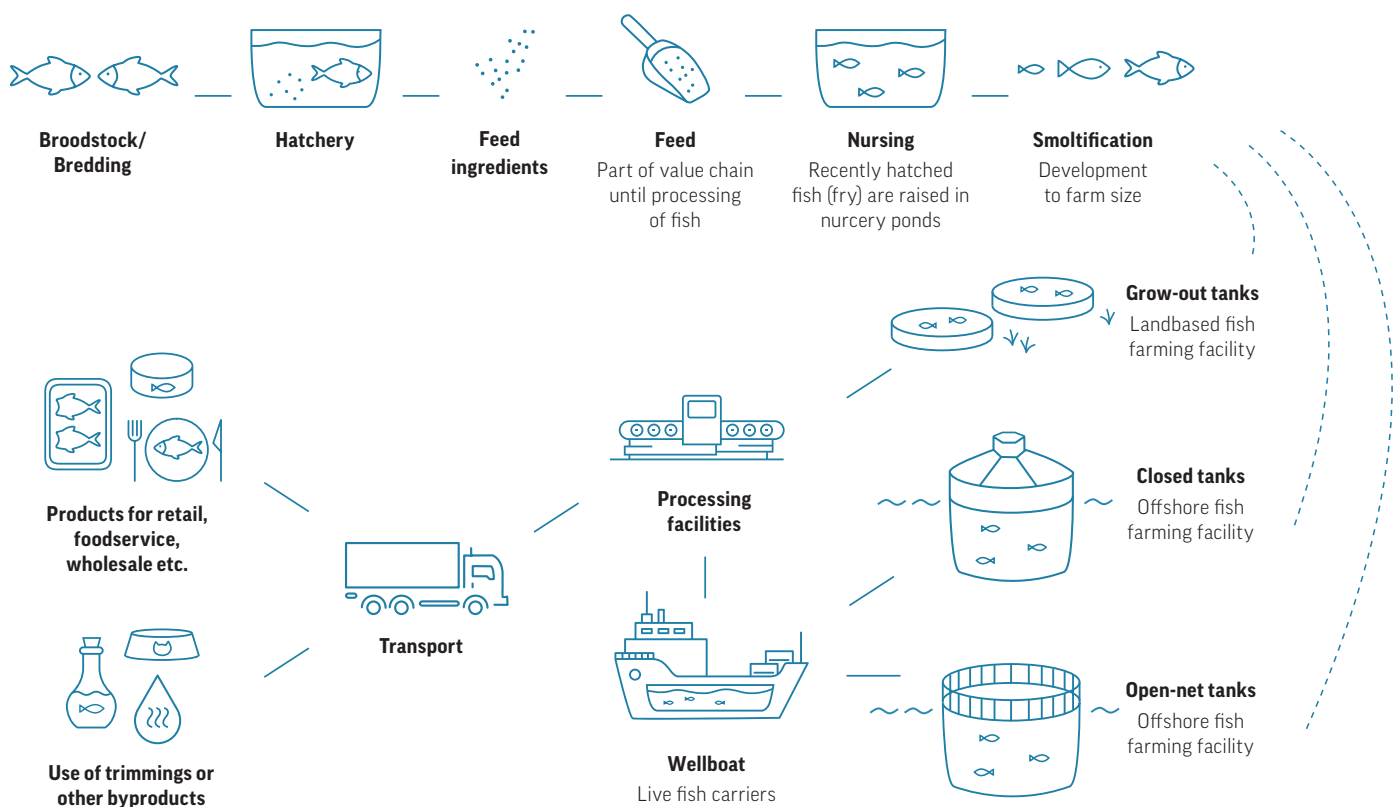 Broodstock/
Bredding
Hatchery
Feed
ingredients
Feed
Part of value chain
until processing
of fish
Nursing
Recently hatched
fish (fry) are raised in
nurcery ponds
Smoltification
Development
to farm size
Grow-out tanks
Landbased fish
farming facility
Closed tanks
Offshore fish
farming facility
Open-net tanks
Offshore fish
farming facility
Processing
facilities
Wellboat
Live fish carriers
Transport
Products for retail,
foodservice,
wholesale etc.
Use of trimmings or
other byproducts